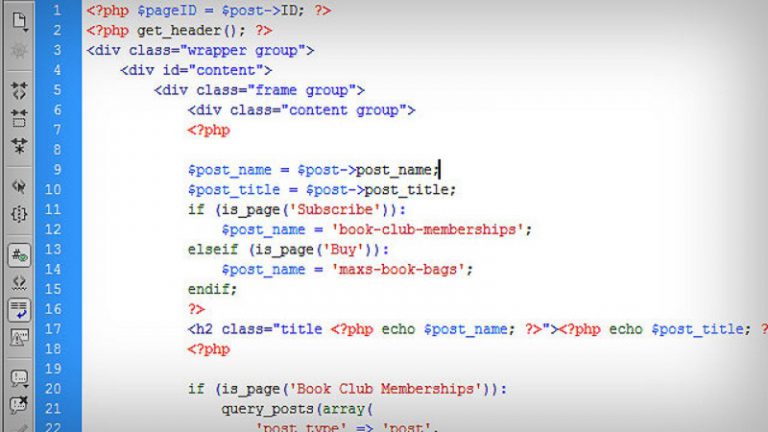 1 <?php $pageID = $post->ID; ?>
2 <?php get_header(); ?>
3 <div class="wrapper group">
4 <div id="content">
5 <div class="frame group">
6 <div class="content group">
7 <?php
8
9 $post_name = $post->post_name;
10 $post_title = $post->post_title;
11 if (is_page('Subscribe')):
12 $post_name = 'book-club-memberships';
13 elseif (is_page('Buy')):
14 $post_name = 'maxs-book-bags';
15 endif;
16 ?>
17 <h2 class="title <?php echo $post_name; ?>"><?php echo $post_title; ?
18 <?php
19
20 if (is_page('Book Club Memberships')):
21 query_posts(array(
22 'post_type' => 'post',